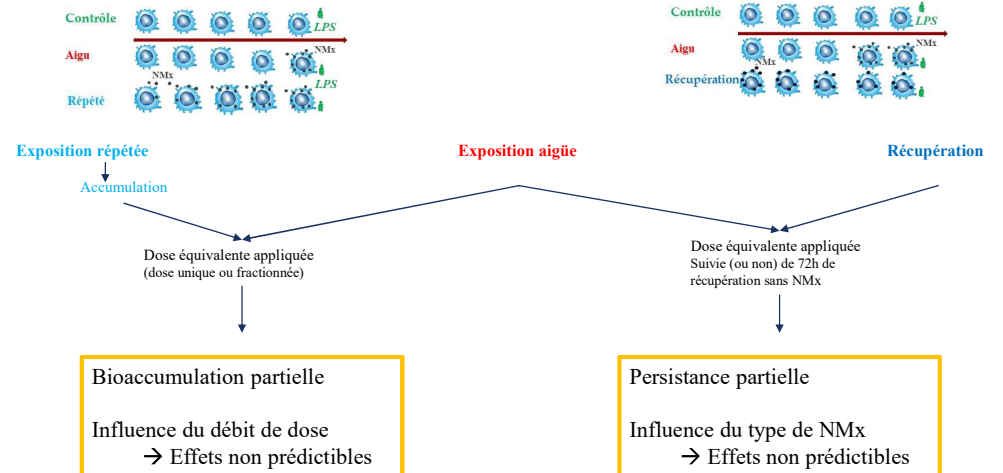 Contrôle
LPS
Aigu
NMx
NMx
LPS
Répété
Contrôle
LPS
Aigu
NMx
NMx
Récupération
Exposition répétée
Exposition aigüe
Récupération
Accumulation
Dose équivalente appliquée
(dose unique ou fractionnée)
Dose équivalente appliquée
Suivie (ou non) de 72h de
récupération sans NMx
Bioaccumulation partielle
Influence du débit de dose
→ Effets non prédictibles
Persistance partielle
Influence du type de NMx
→ Effets non prédictibles